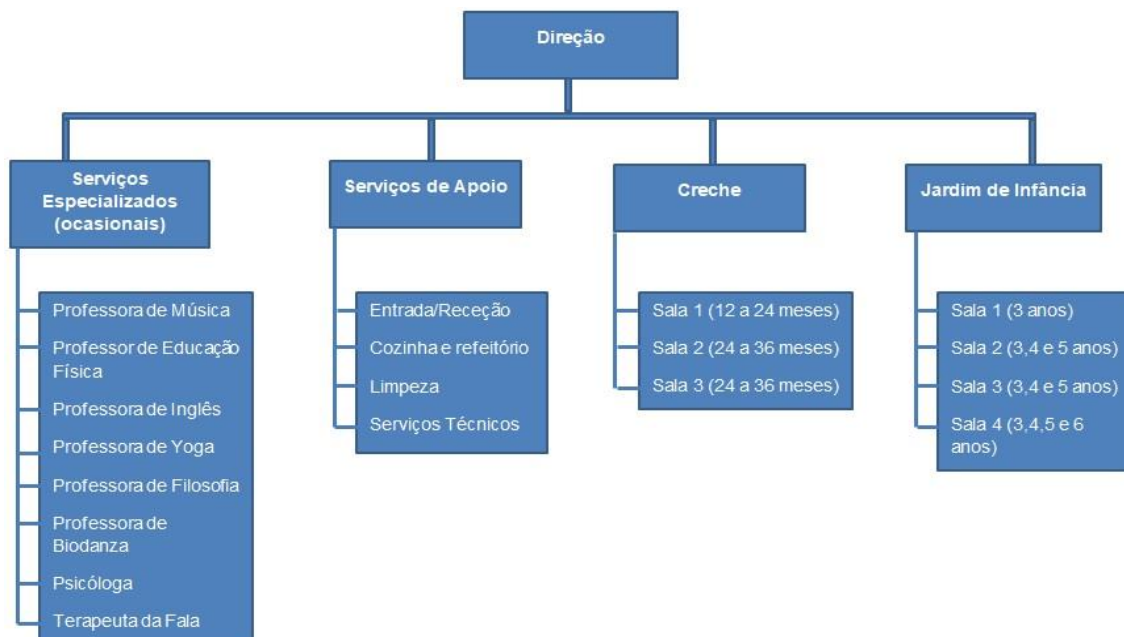 Direção
Serviços
Especializados
(ocasionais)
Professora de Música
Professor de Educação
Física
Professora de Inglês
Professora de Yoga
Professora de Filosofia
Professora de
Biodanza
Psicóloga
Terapeuta da Fala
Serviços de Apoio
Entrada/Receção
Cozinha e refeitório
Limpeza
Serviços Técnicos
Creche
Sala 1 (12 a 24 meses)
Sala 2 (24 a 36 meses)
Sala 3 (24 a 36 meses)
Jardim de Infância
Sala 1 (3 anos)
Sala 2 (3,4 e 5 anos)
Sala 3 (3,4 e 5 anos)
Sala 4 (3,4,5 e 6
anos)